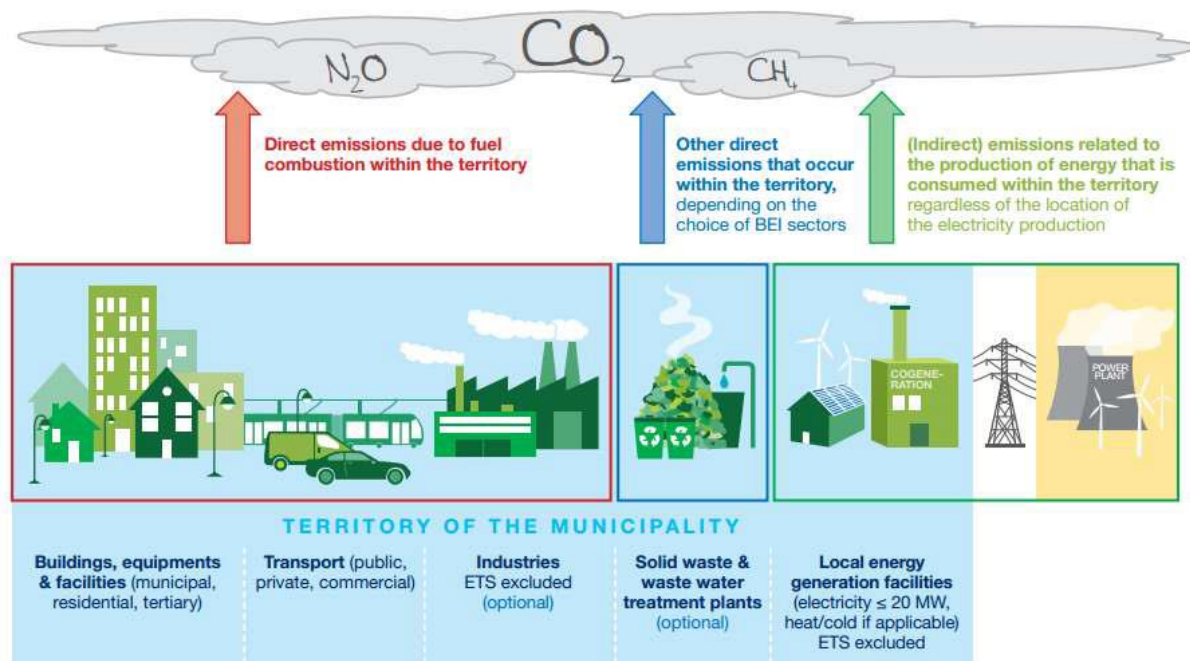 CO₂
N₂O
CH₄
Direct emissions due to fuel
combustion within the territory
Other direct
emissions that occur
within the territory,
depending on the
choice of BEI sectors
(Indirect) emissions related to
the production of energy that is
consumed within the territory
regardless of the location of
the electricity production
COGENE-
RATION
POWER
PLANT
TERRITORY OF THE MUNICIPALITY
Buildings, equipments
& facilities (municipal,
residential, tertiary)
Transport (public,
private, commercial)
Industries
ETS excluded
(optional)
Solid waste &
waste water
treatment plants
(optional)
Local energy
generation facilities
(electricity ≤ 20 MW,
heat/cold if applicable)
ETS excluded